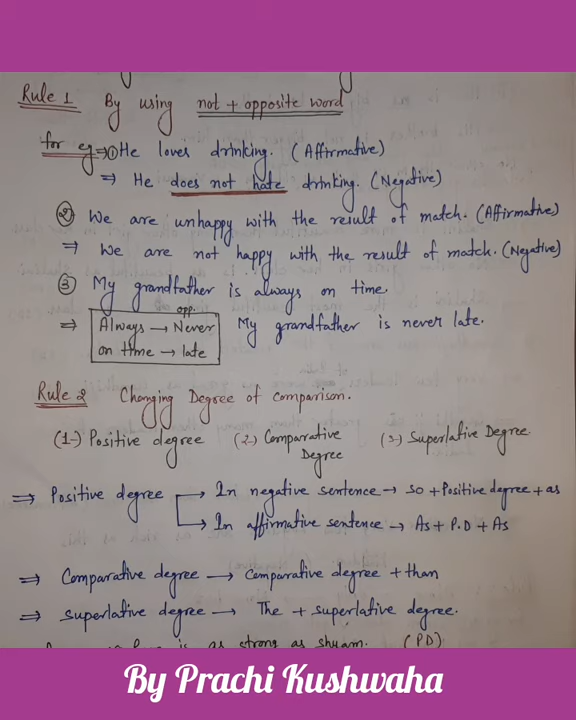 Rule 1 By using not + opposite word
for eg ⇒ ① He loves drinking. (Affirmative)
⇒ He does not hate drinking. (Negative)
② We are unhappy with the result of match. (Affirmative)
⇒ We are not happy with the result of match. (Negative)
③ My grandfather is always on time.
opp.
⇒ Always → Never My grandfather is never late.
on time → late
Rule 2 Changing Degree of comparison.
(1-) Positive degree (2-) Comparative Degree (3-) Superlative Degree.
⇒ Positive degree → In negative sentence → so + Positive degree + as
→ In affirmative sentence → As + P.D + As
⇒ Comparative degree → Comparative degree + than
⇒ Superlative degree → The + superlative degree.
is as strong as shyam. (PD)
By Prachi Kushwaha